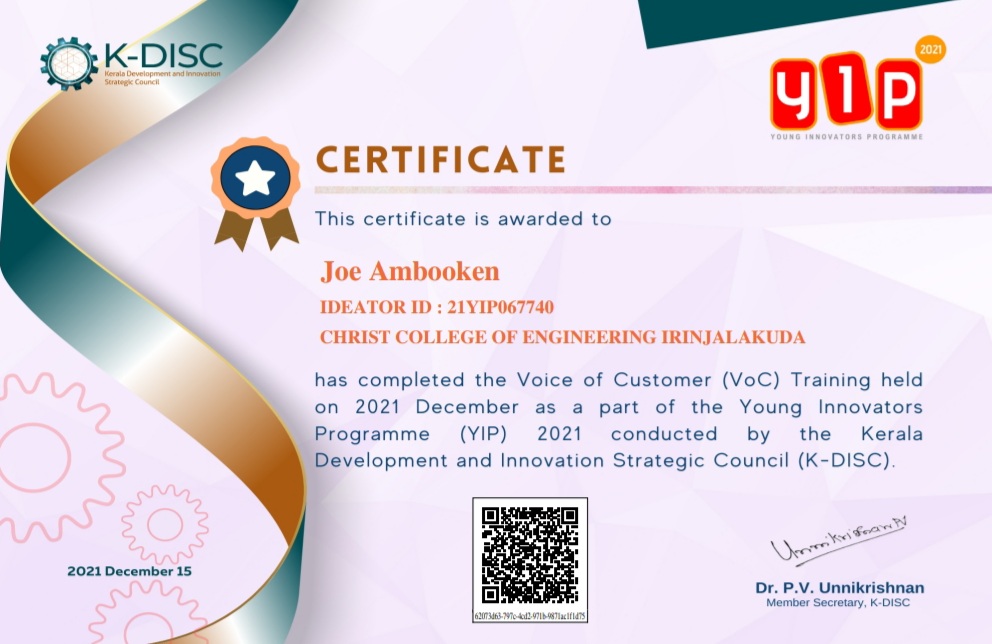 K-DISC
Kerala Development and Innovation
Strategic Council
2021
yip
YOUNG INNOVATORS PROGRAMME
CERTIFICATE
This certificate is awarded to
Joe Ambooken
IDEATOR ID : 21YIP067740
CHRIST COLLEGE OF ENGINEERING IRINJALAKUDA
has completed the Voice of Customer (VoC) Training held
on 2021 December as a part of the Young Innovators
Programme (YIP) 2021 conducted by the Kerala
Development and Innovation Strategic Council (K-DISC).
62073d63-797c-4cd2-971b-9871ac1f1d75
Unnikrishnan PV
2021 December 15
Dr. P.V. Unnikrishnan
Member Secretary, K-DISC